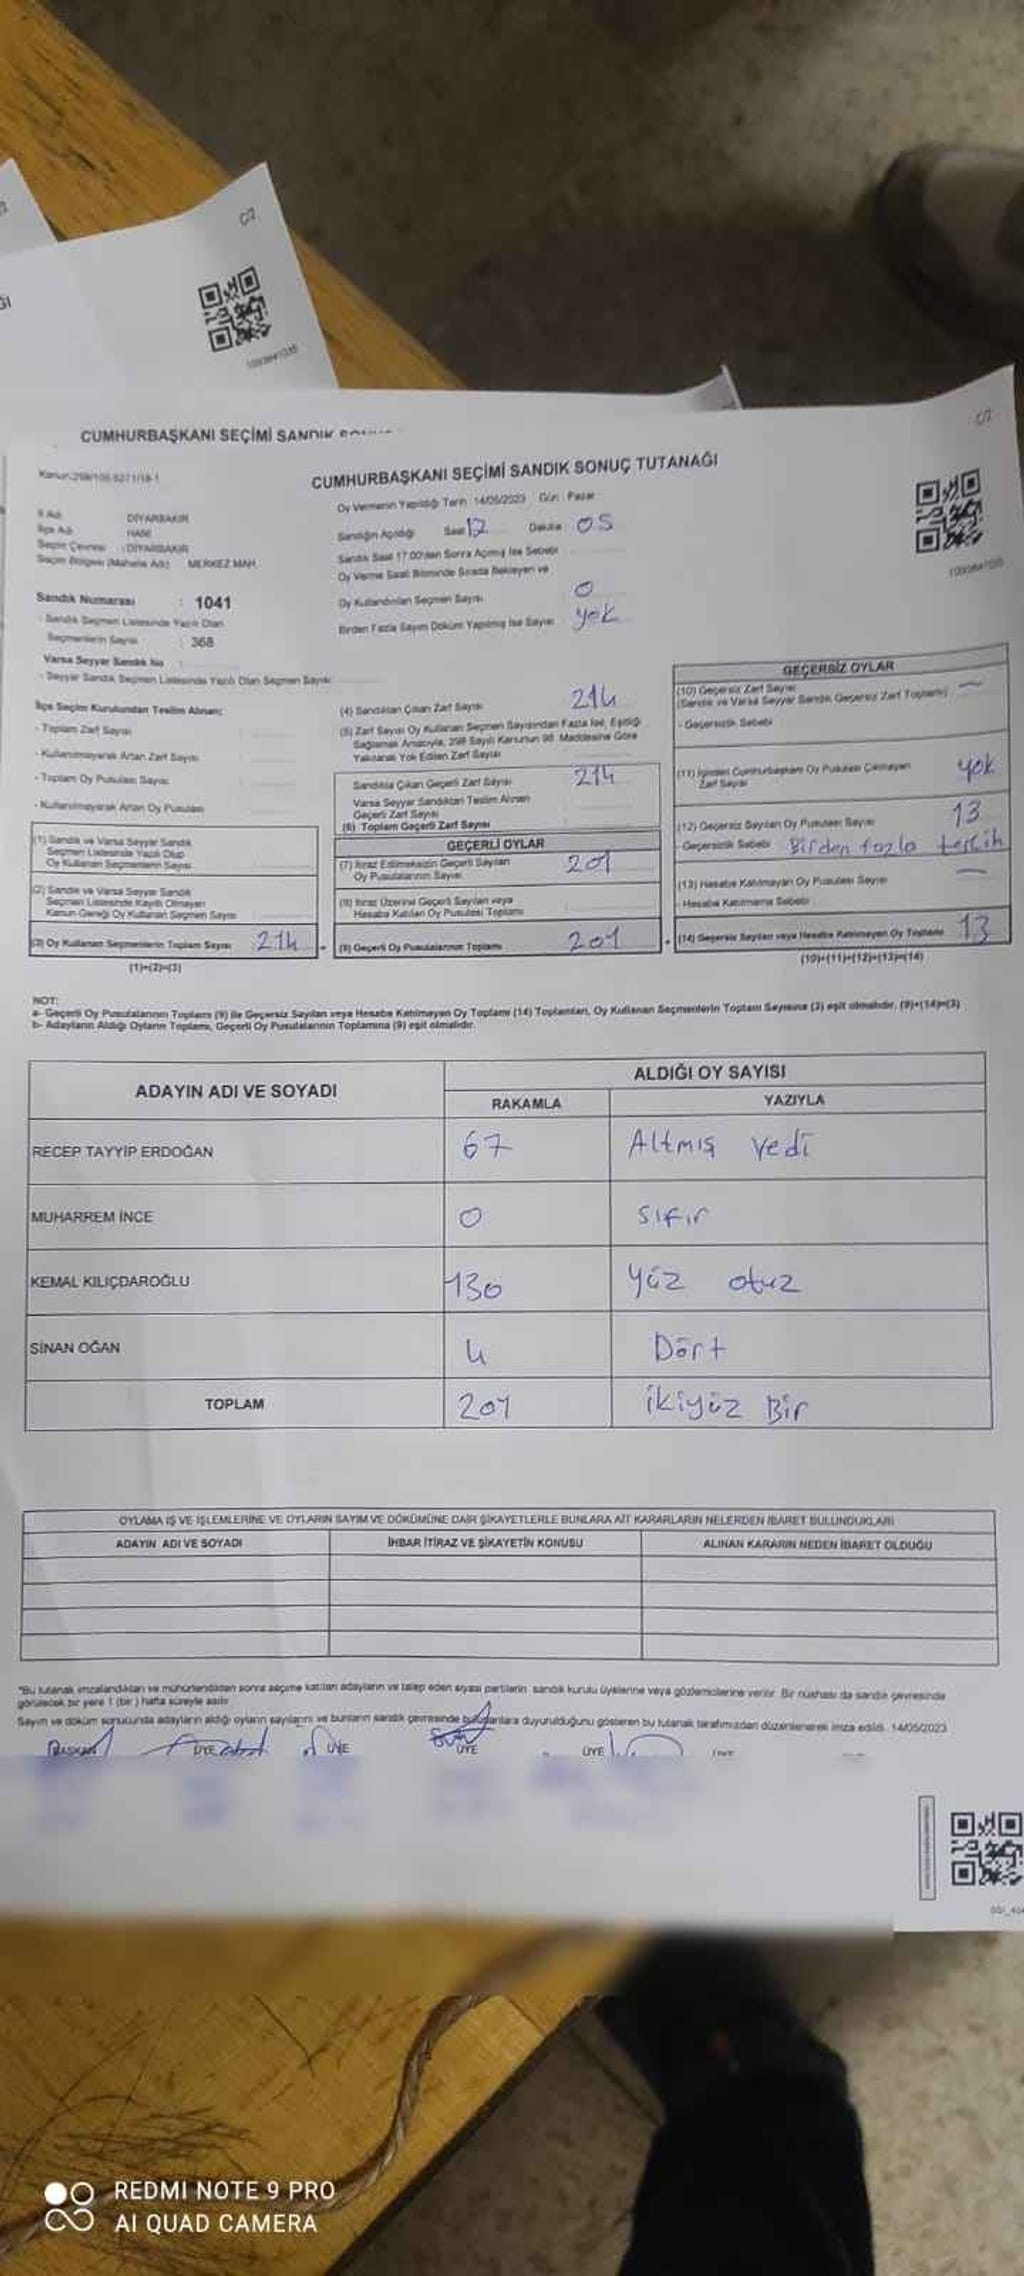 CUMHURBAŞKANI SEÇİMİ SANDIK
CUMHURBAŞKANI SEÇİMİ SANDIK SONUÇ TUTANAĞI
Oy Vermenin Yapıldığı Tarih 14/05/2023 Gün Pazar
İl Adı DİYARBAKIR
İlçe Adı HANİ
Seçim Çevresi : DİYARBAKIR
Seçim Bölgesi (Mahalle Adı) MERKEZ MAH.
Sandığın Açıldığı Saat 17 Dakika 05
Sandık Saat 17.00'den Sonra Açılmış İse Sebebi
Oy Verme Saati Bitiminde Sırada Bekleyen ve
Oy Kullandırılan Seçmen Sayısı 0
Birden Fazla Sayım Döküm Yapılmış İse Sayısı yok
Sandık Numarası : 1041
- Sandık Seçmen Listesinde Yazılı Olan
Seçmenlerin Sayısı : 368
Varsa Seyyar Sandık No
- Seyyar Sandık Seçmen Listesinde Yazılı Olan Seçmen Sayısı
İlçe Seçim Kurulundan Teslim Alınan;
- Toplam Zarf Sayısı
- Kullanılmayarak Artan Zarf Sayısı
- Toplam Oy Pusulası Sayısı
- Kullanılmayarak Artan Oy Pusulası
(1) Sandık ve Varsa Seyyar Sandık
Seçmen Listesinde Yazılı Olup
Oy Kullanan Seçmenlerin Sayısı
(2) Sandık ve Varsa Seyyar Sandık
Seçmen Listesinde Kayıtlı Olmayan
Kanun Gereği Oy Kullanan Seçmen Sayısı
(3) Oy Kullanan Seçmenlerin Toplam Sayısı 214
(1)+(2)=(3)
(4) Sandıktan Çıkan Zarf Sayısı 214
(5) Zarf Sayısı Oy Kullanan Seçmen Sayısından Fazla İse, Eşitliği
Sağlamak Amacıyla, 298 Sayılı Kanunun 98. Maddesine Göre
Yakılarak Yok Edilen Zarf Sayısı
Sandıkta Çıkan Geçerli Zarf Sayısı 214
Varsa Seyyar Sandıktan Teslim Alınan
Geçerli Zarf Sayısı
(6) Toplam Geçerli Zarf Sayısı
GEÇERLİ OYLAR
(7) İtiraz Edilmeksizin Geçerli Sayılan
Oy Pusulalarının Sayısı 201
(8) İtiraz Üzerine Geçerli Sayılan veya
Hesaba Katılan Oy Pusulası Toplamı
(9) Geçerli Oy Pusulalarının Toplamı 201
GEÇERSİZ OYLAR
(10) Geçersiz Zarf Sayısı —
(Sandık ve Varsa Seyyar Sandık Geçersiz Zarf Toplamı)
- Geçersizlik Sebebi
(11) İçinden Cumhurbaşkanı Oy Pusulası Çıkmayan
Zarf Sayısı yok
(12) Geçersiz Sayılan Oy Pusulası Sayısı 13
- Geçersizlik Sebebi Birden fazla tercih
(13) Hesaba Katılmayan Oy Pusulası Sayısı —
- Hesaba Katılmama Sebebi
(14) Geçersiz Sayılan veya Hesaba Katılmayan Oy Toplamı 13
(10)+(11)+(12)+(13)=(14)
NOT:
a- Geçerli Oy Pusulalarının Toplamı (9) ile Geçersiz Sayılan veya Hesaba Katılmayan Oy Toplamı (14) Toplamları, Oy Kullanan Seçmenlerin Toplam Sayısına (3) eşit olmalıdır. (9)+(14)=(3)
b- Adayların Aldığı Oyların Toplamı, Geçerli Oy Pusulalarının Toplamına (9) eşit olmalıdır.
ADAYIN ADI VE SOYADI ALDIĞI OY SAYISI
RAKAMLA YAZIYLA
RECEP TAYYİP ERDOĞAN 67 Altmış Yedi
MUHARREM İNCE 0 sıfır
KEMAL KILIÇDAROĞLU 130 yüz otuz
SİNAN OĞAN 4 Dört
TOPLAM 201 ikiyüz Bir
OYLAMA İŞ VE İŞLEMLERİNE VE OYLARIN SAYIM VE DÖKÜMÜNE DAİR ŞİKAYETLERLE BUNLARA AİT KARARLARIN NELERDEN İBARET BULUNDUKLARI
ADAYIN ADI VE SOYADI İHBAR İTİRAZ VE ŞİKAYETİN KONUSU ALINAN KARARIN NEDEN İBARET OLDUĞU
"Bu tutanak imzalandıktan ve mühürlendikten sonra seçime katılan adayların ve talep eden siyasi partilerin sandık kurulu üyelerine veya gözlemcilerine verilir. Bir nüshası da sandık çevresinde
görülecek bir yere 1 (bir) hafta süreyle asılır.
Sayım ve döküm sonucunda adayların aldığı oyların sayılarını ve bunların sandık çevresinde bulunanlara duyurulduğunu gösteren bu tutanak tarafımızdan düzenlenerek imza edildi. 14/05/2023
BAŞKAN ÜYE ÜYE ÜYE ÜYE
REDMI NOTE 9 PRO
AI QUAD CAMERA